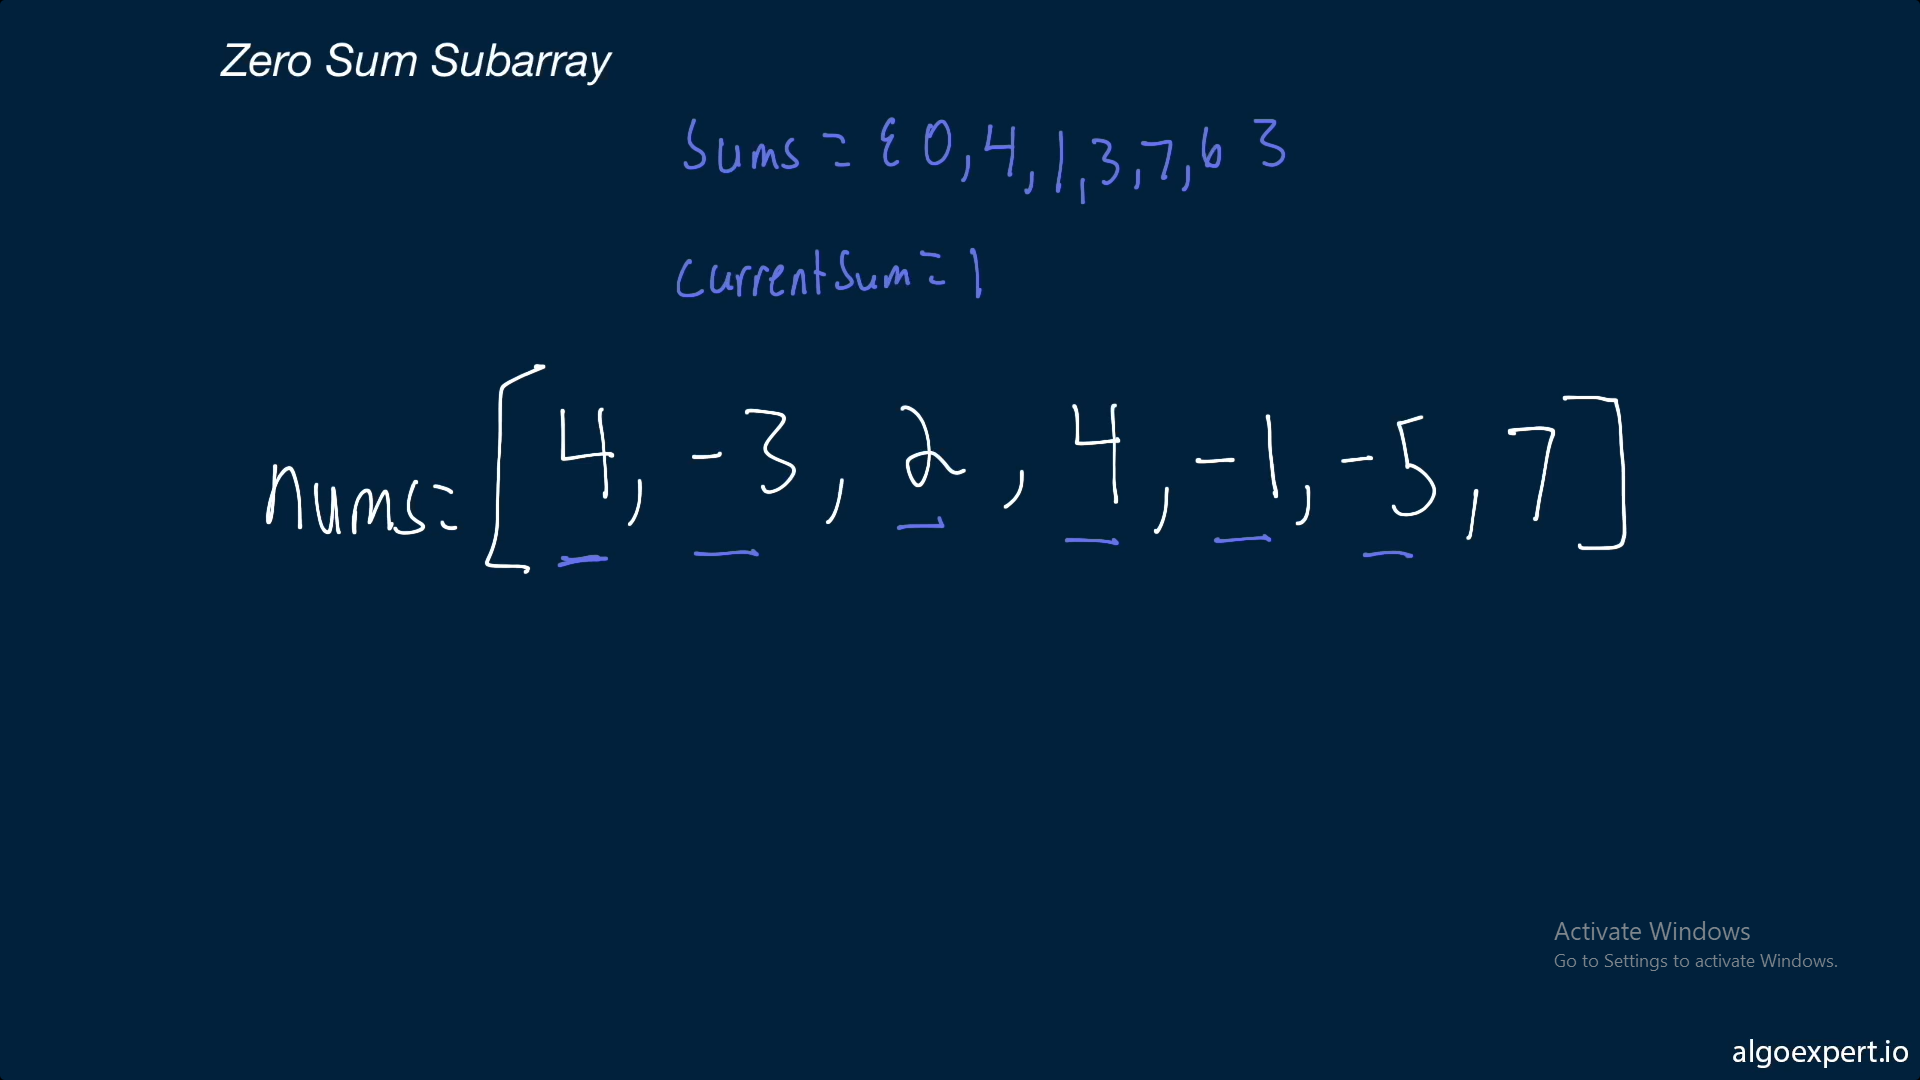 Zero Sum Subarray
Sums = { 0, 4, 1, 3, 7, 6 }
currentSum = 1
nums = [4, -3, 2, 4, -1, -5, 7]
Activate Windows
Go to Settings to activate Windows.
algoexpert.io